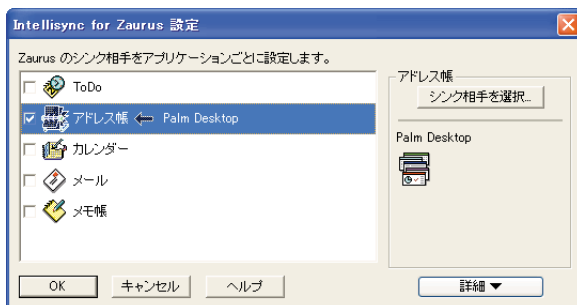 Intellisync for Zaurus 設定
Zaurus のシンク相手をアプリケーションごとに設定します。
ToDo
アドレス帳 ⇐ Palm Desktop
カレンダー
メール
メモ帳
アドレス帳
シンク相手を選択...
Palm Desktop
OK
キャンセル
ヘルプ
詳細▼